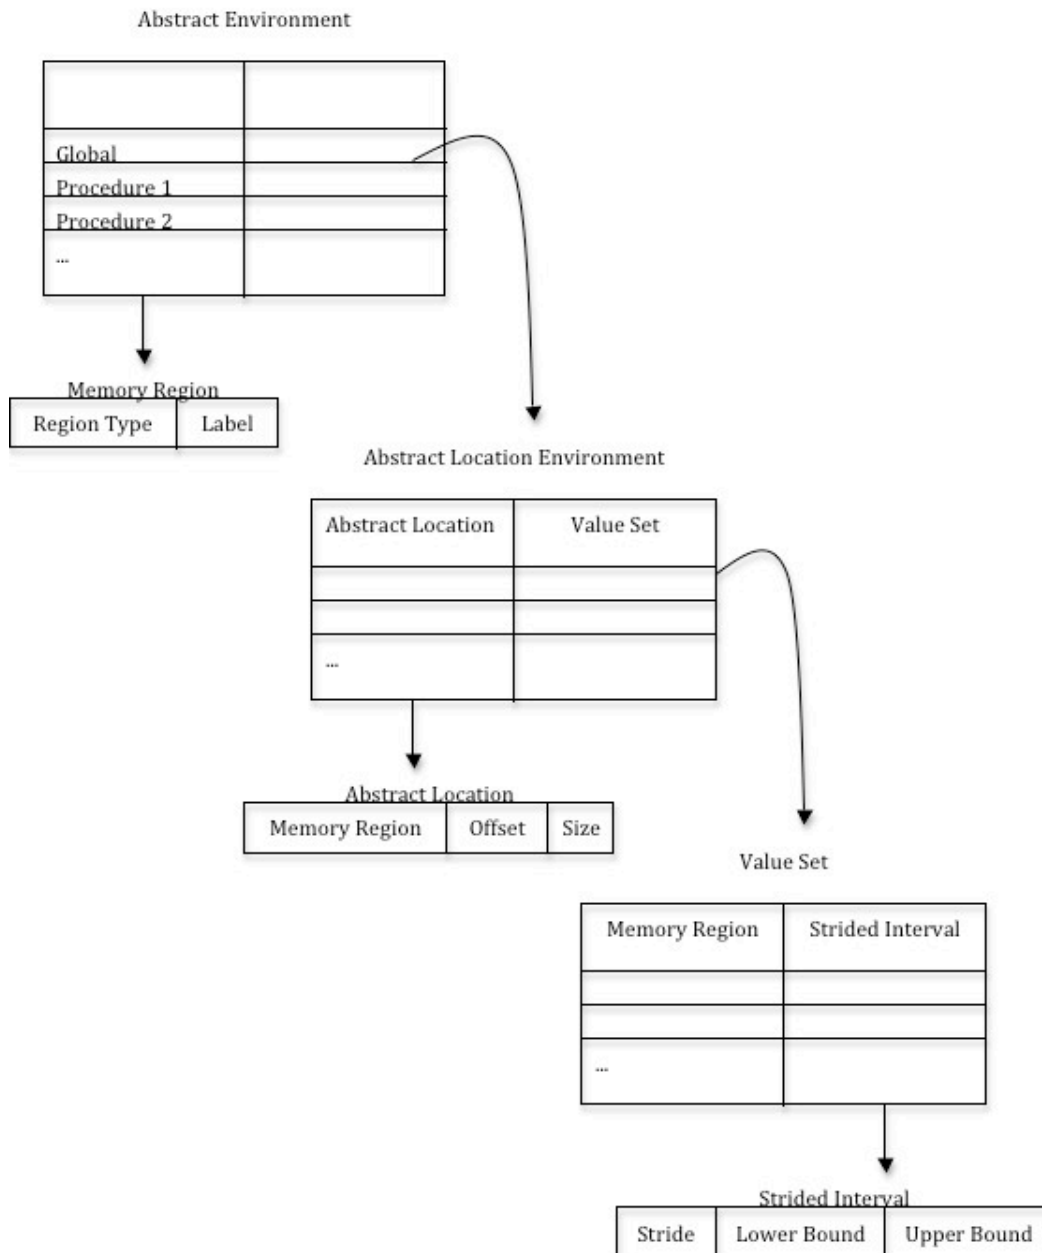 Abstract Environment
Global
Procedure 1
Procedure 2
...
Memory Region
Region Type Label
Abstract Location Environment
Abstract Location Value Set
...
Abstract Location
Memory Region Offset Size
Value Set
Memory Region Strided Interval
...
Strided Interval
Stride Lower Bound Upper Bound